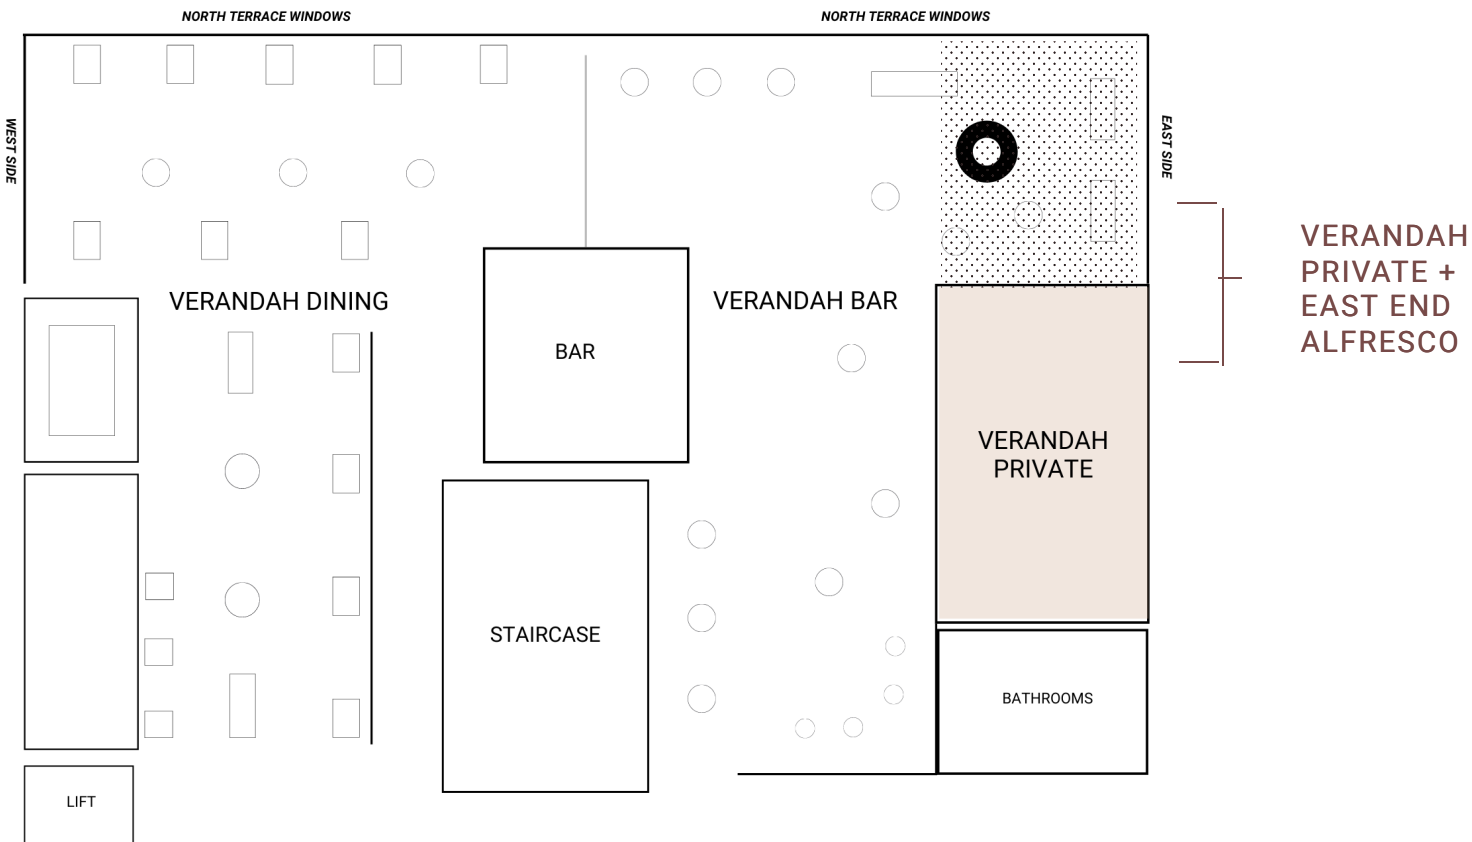 NORTH TERRACE WINDOWS
NORTH TERRACE WINDOWS
WEST SIDE
EAST SIDE
VERANDAH
PRIVATE +
EAST END
ALFRESCO
VERANDAH DINING
VERANDAH BAR
BAR
VERANDAH
PRIVATE
STAIRCASE
BATHROOMS
LIFT